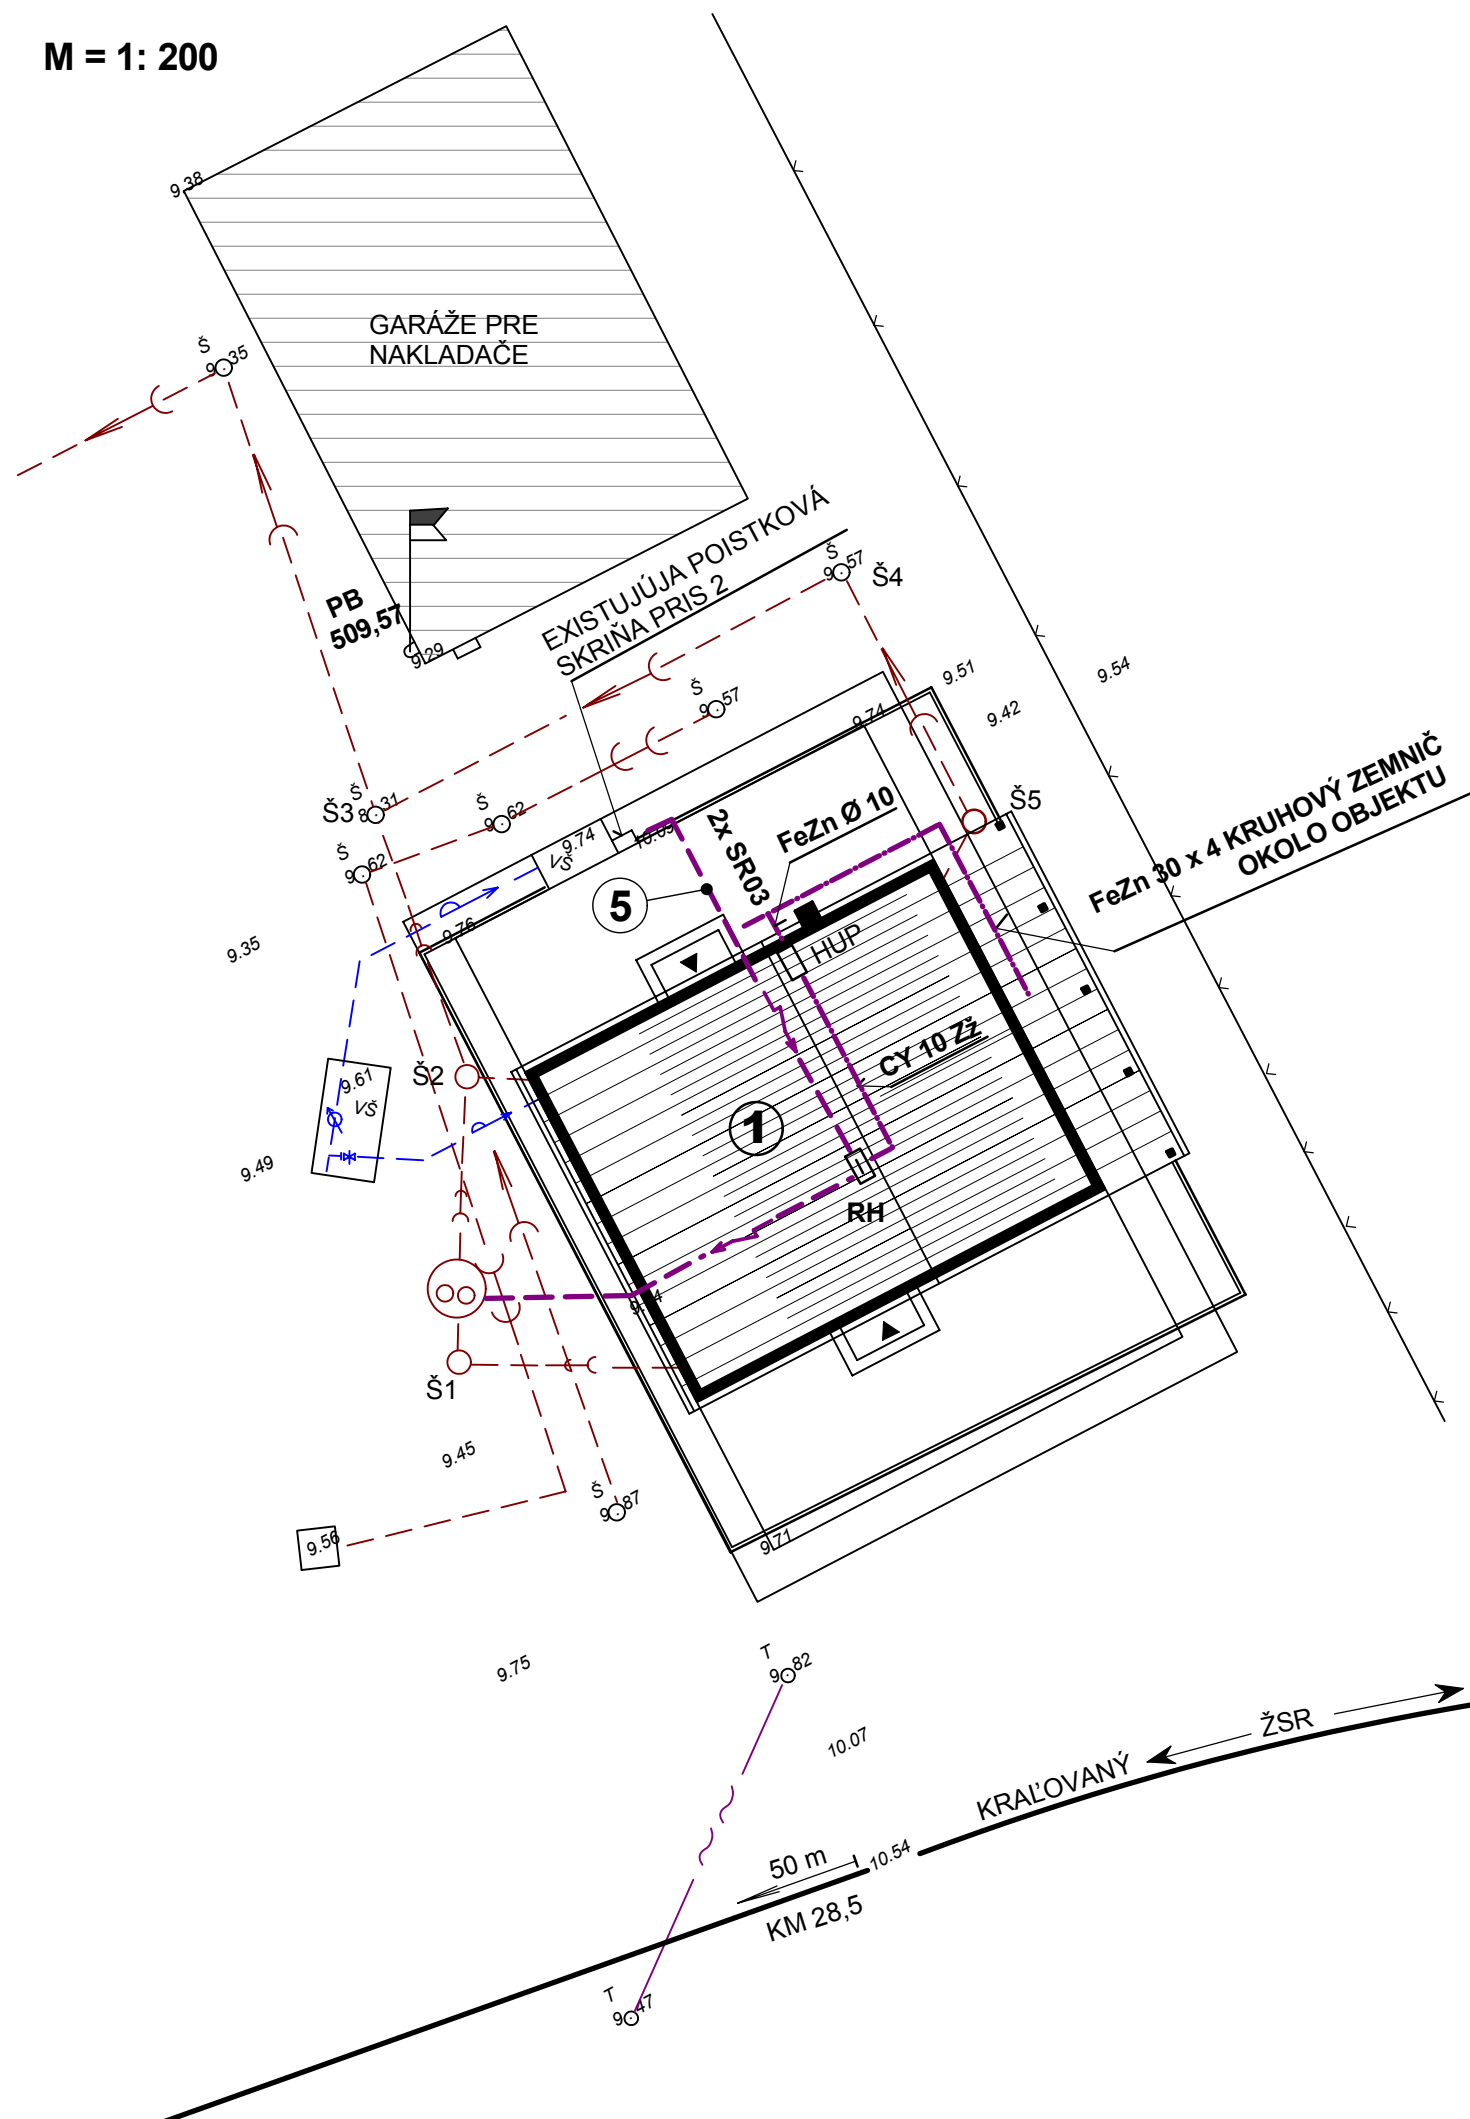 M = 1: 200
9.38
GARÁŽE PRE
NAKLADAČE
Š
9.35
PB
509,57
9.29
EXISTUJÚJA POISTKOVÁ
SKRIŇA PRIS 2
Š
9.57
Š4
Š
9.57
9.51
9.54
9.42
9.74
Š3
Š
8.31
Š
9.62
Š
9.62
9.74
VŠ
10.09
2x SR03
FeZn Ø 10
Š5
FeZn 30 x 4 KRUHOVÝ ZEMNIČ
OKOLO OBJEKTU
5
9.76
9.35
HUP
CY 10 Zž
Š2
9.61
VŠ
9.49
1
RH
Š1
9.45
Š
9.87
9.56
9.71
9.75
T
9.82
10.07
ŽSR
KRAĽOVANÝ
50 m
10.54
KM 28,5
T
9.47